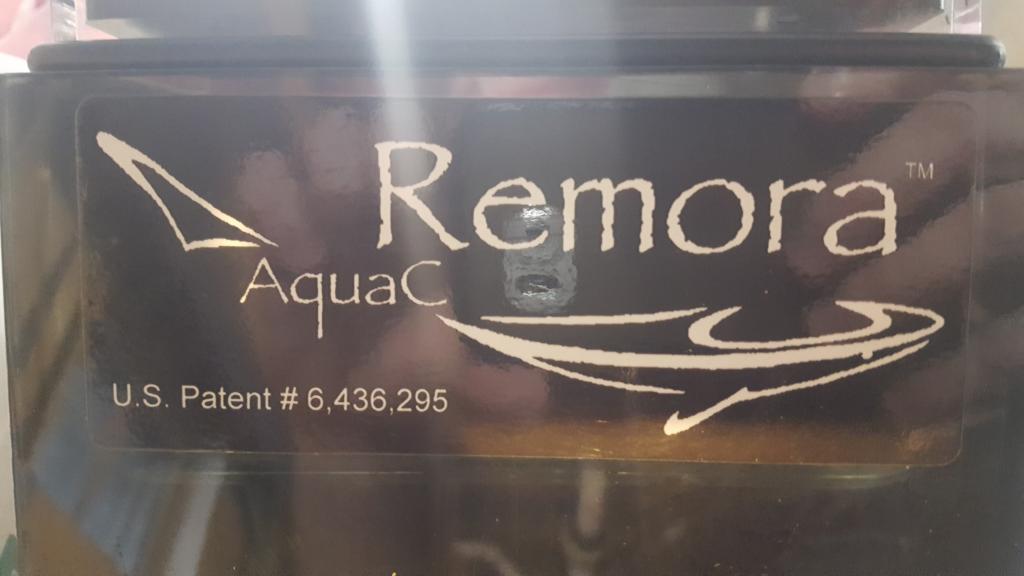 Remora™
AquaC
U.S. Patent # 6,436,295